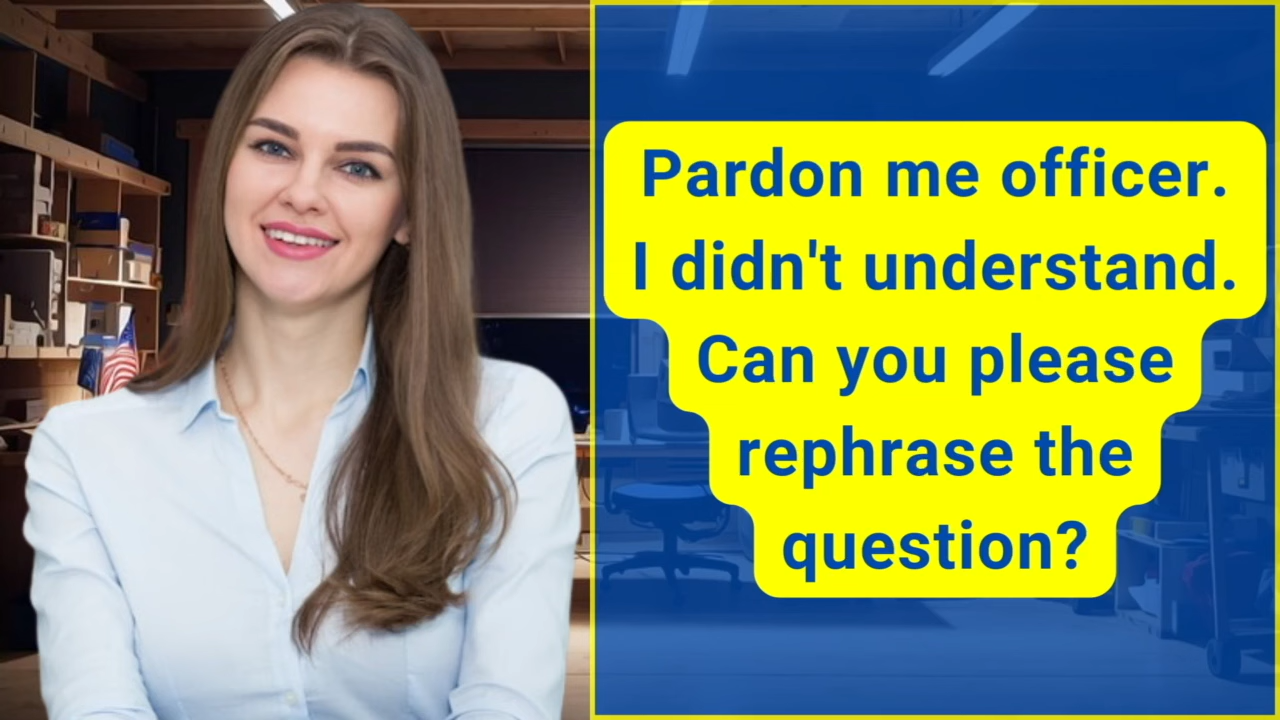 Pardon me officer.
I didn't understand.
Can you please
rephrase the
question?